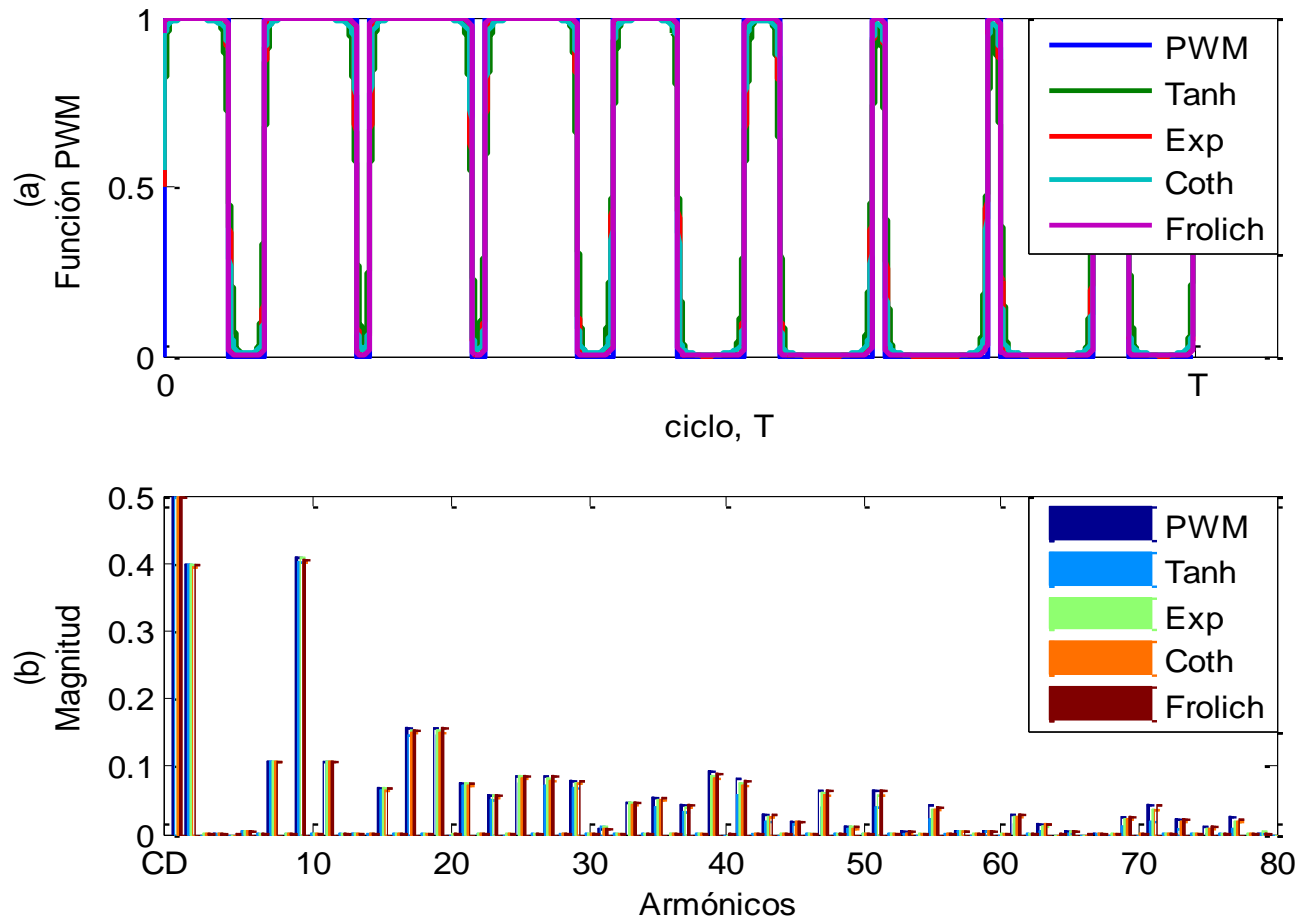 (a)
Función PWM
1
0.5
0
0
T
ciclo, T
PWM
Tanh
Exp
Coth
Frolich
(b)
Magnitud
0.5
0.4
0.3
0.2
0.1
0
CD
10
20
30
40
50
60
70
80
Armónicos
PWM
Tanh
Exp
Coth
Frolich